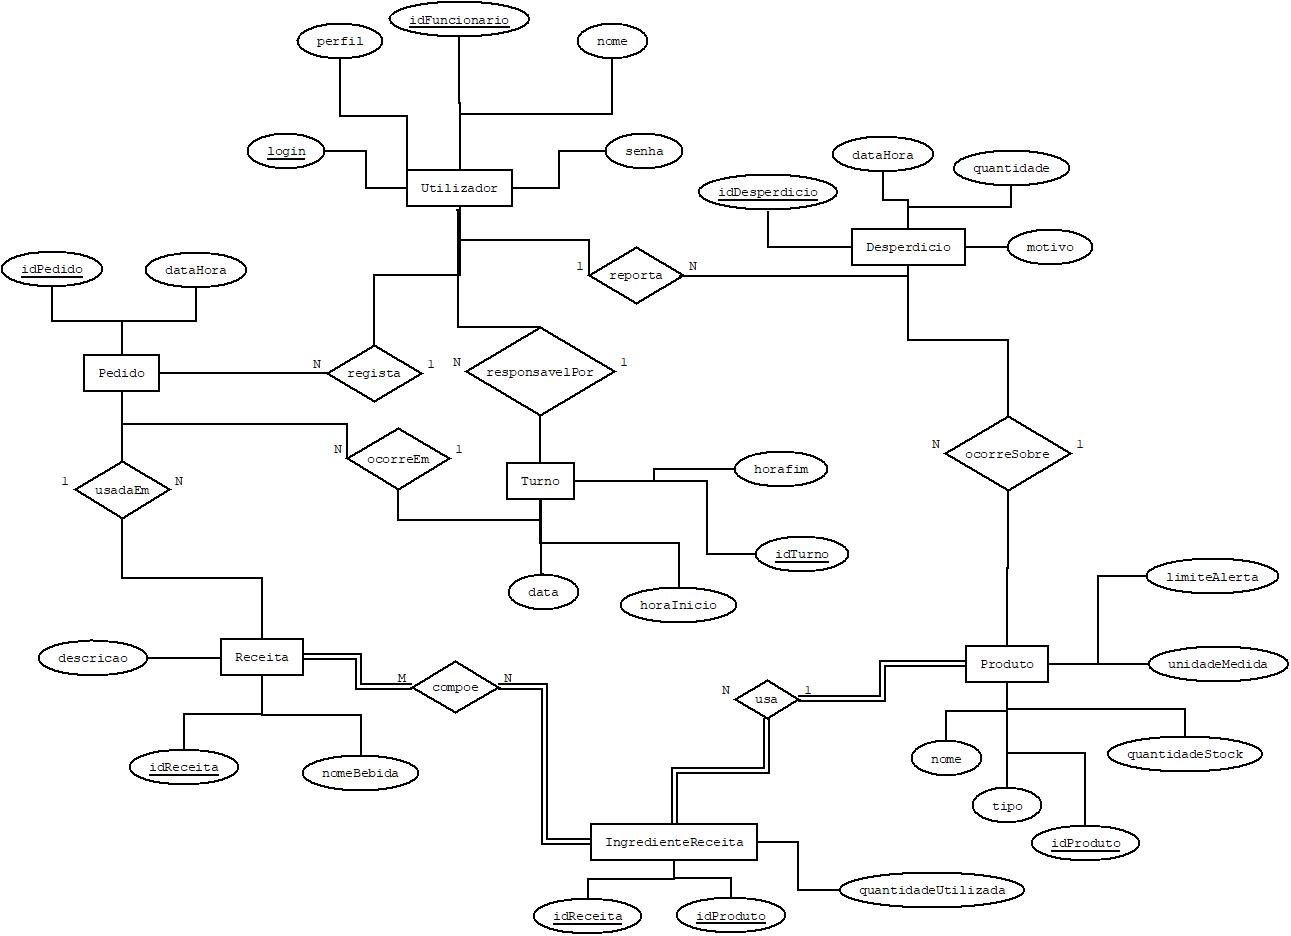 idFuncionario
perfil
nome
login
senha
Utilizador
dataHora
quantidade
idDesperdicio
Desperdicio
motivo
idPedido
dataHora
1
reporta
N
Pedido
N
regista
1
N
responsavelPor
1
N
ocorreEm
1
N
ocorreSobre
1
horafim
1
usadaEm
N
Turno
idTurno
data
horaInicio
limiteAlerta
descricao
Receita
Produto
unidadeMedida
M
compoe
N
N
usa
1
idReceita
nomeBebida
nome
quantidadeStock
tipo
idProduto
IngredienteReceita
quantidadeUtilizada
idReceita
idProduto